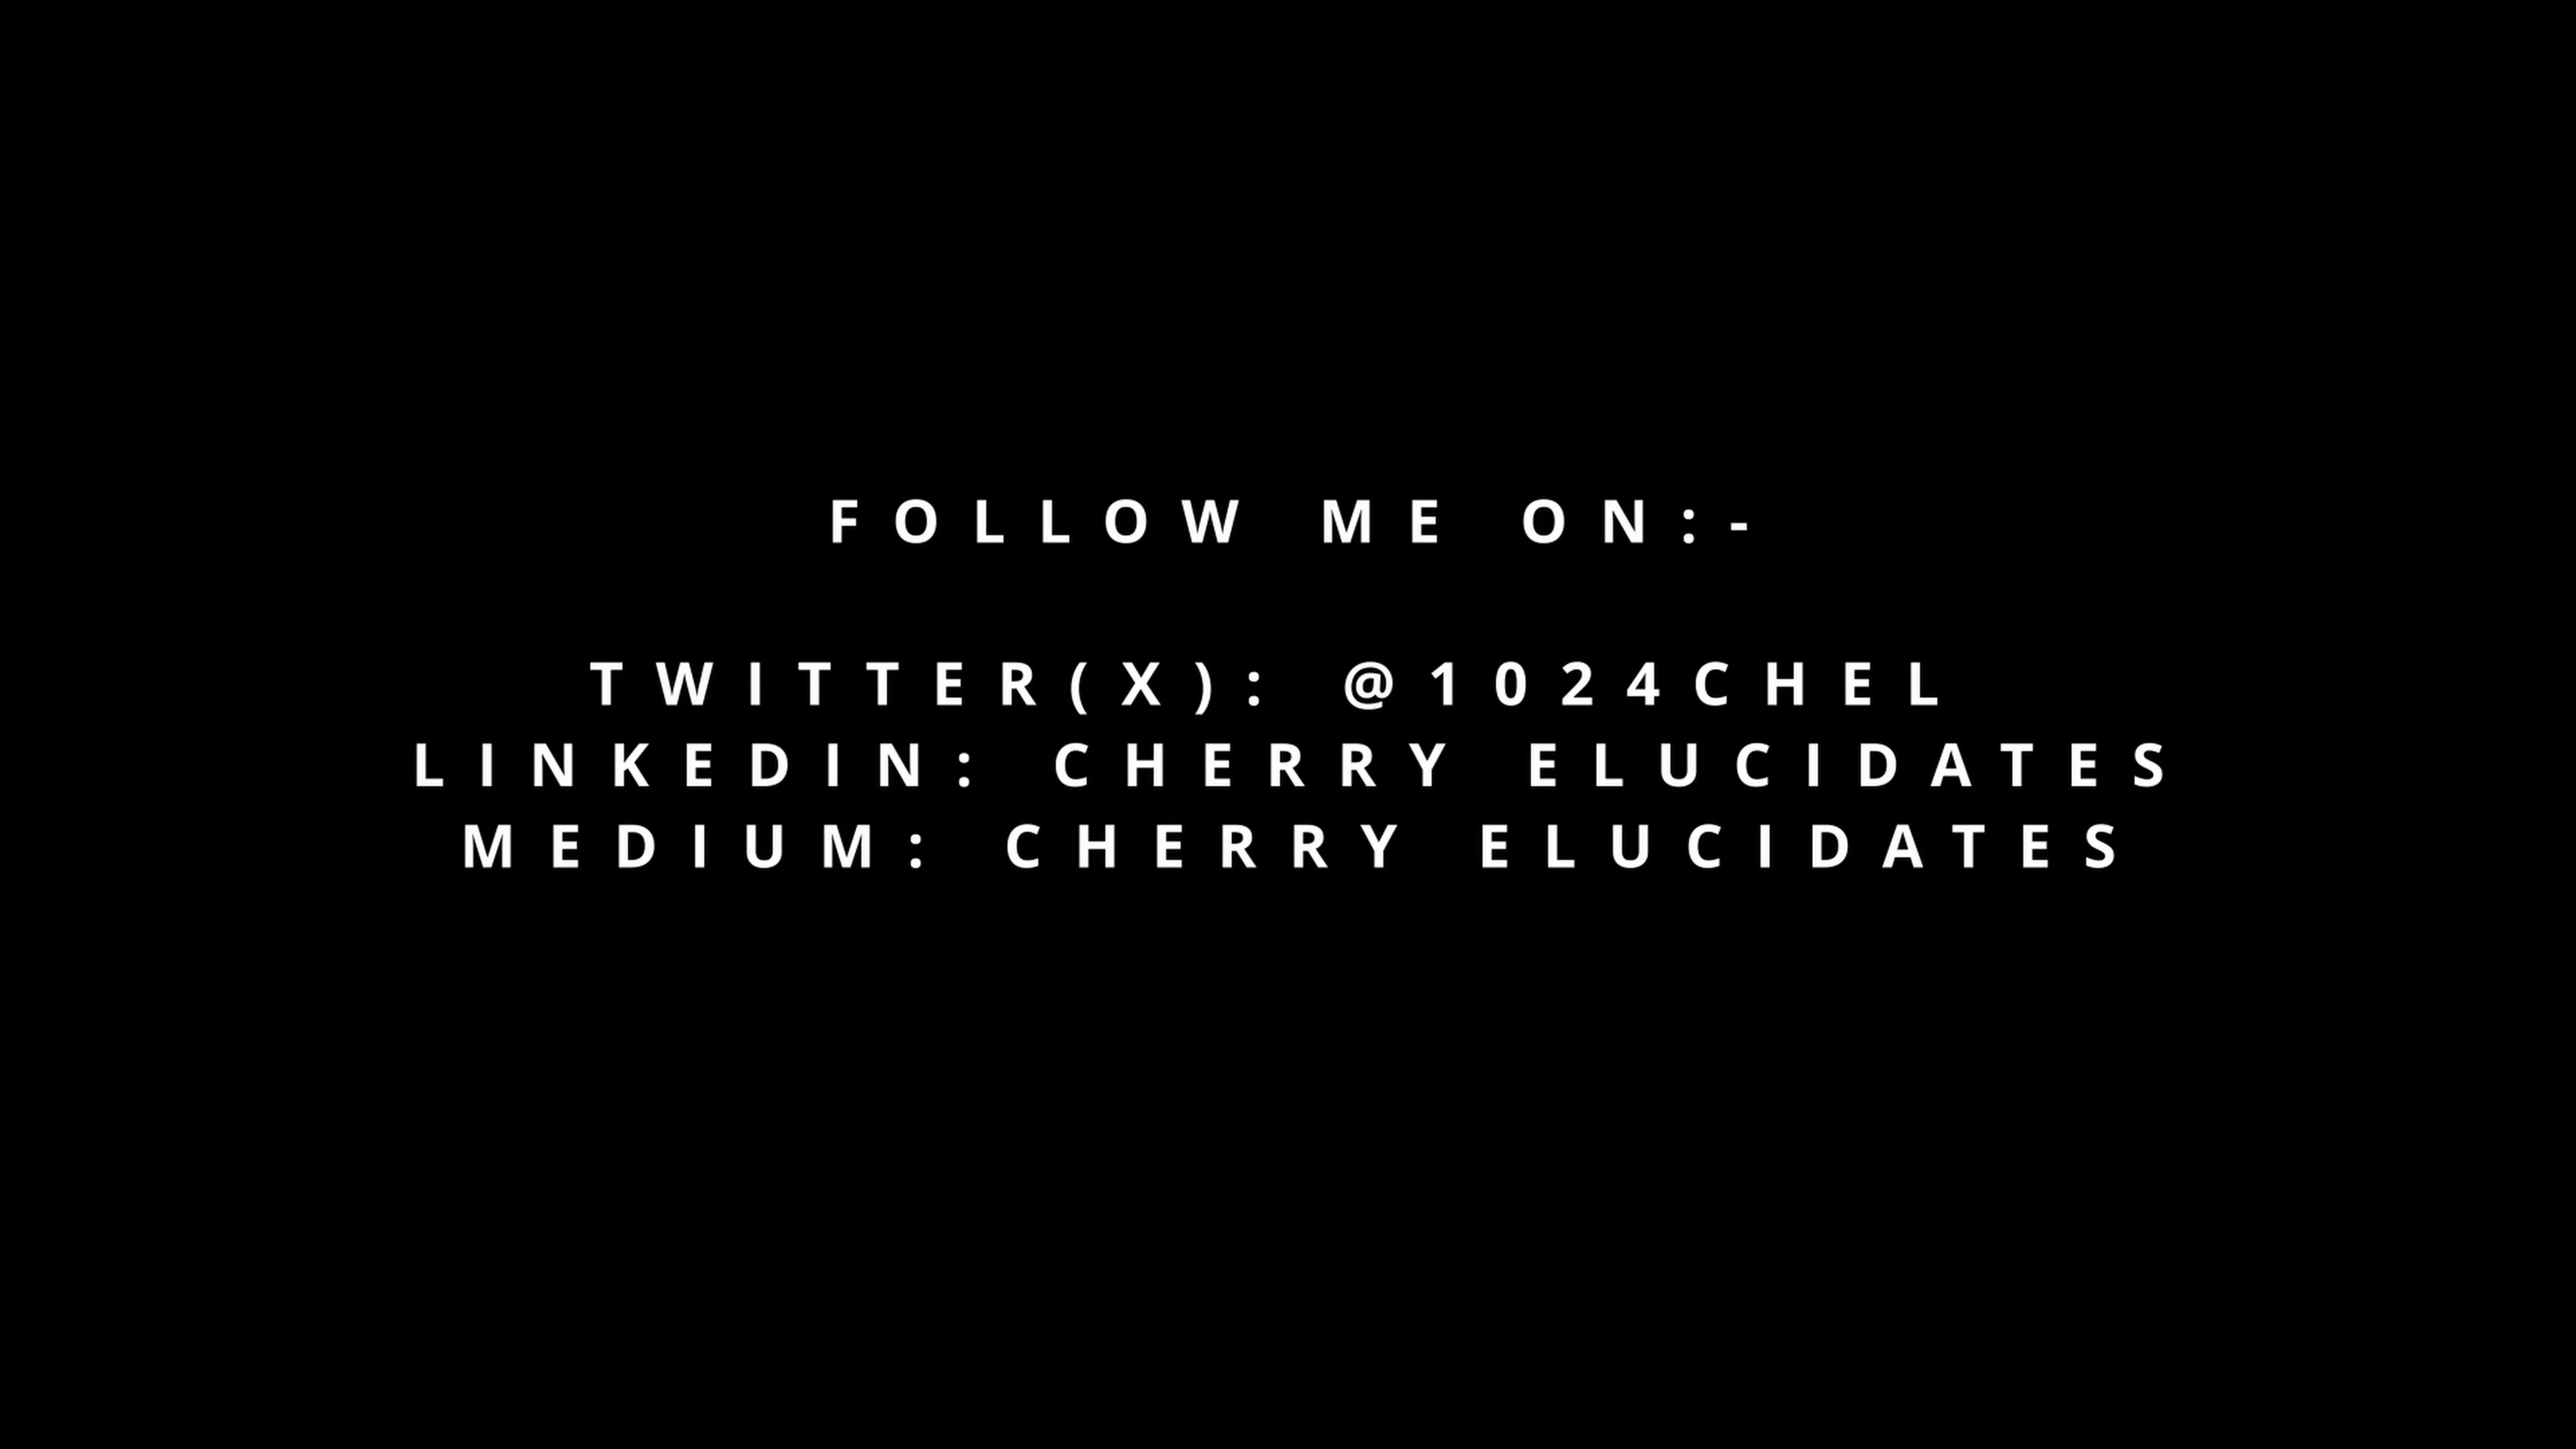 FOLLOW ME ON:-
TWITTER(X): @1024CHEL
LINKEDIN: CHERRY ELUCIDATES
MEDIUM: CHERRY ELUCIDATES